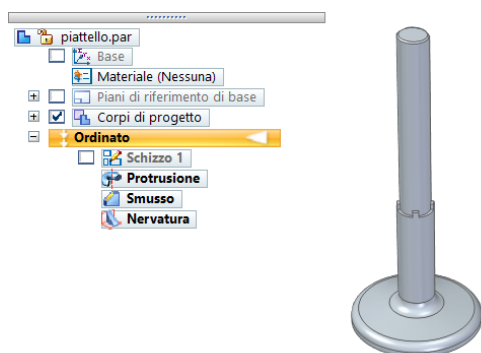 piattello.par
Base
Materiale (Nessuna)
Piani di riferimento di base
Corpi di progetto
Ordinato
Schizzo 1
Protrusione
Smusso
Nervatura